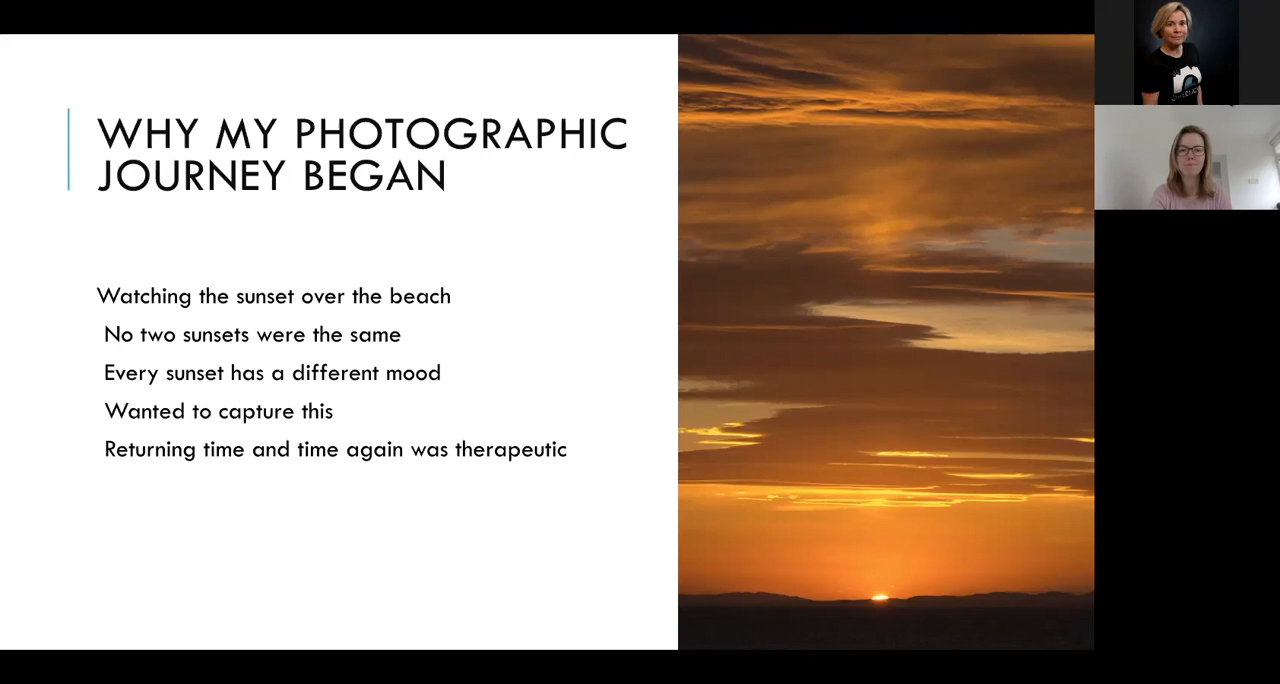 WHY MY PHOTOGRAPHIC
JOURNEY BEGAN
Watching the sunset over the beach
No two sunsets were the same
Every sunset has a different mood
Wanted to capture this
Returning time and time again was therapeutic